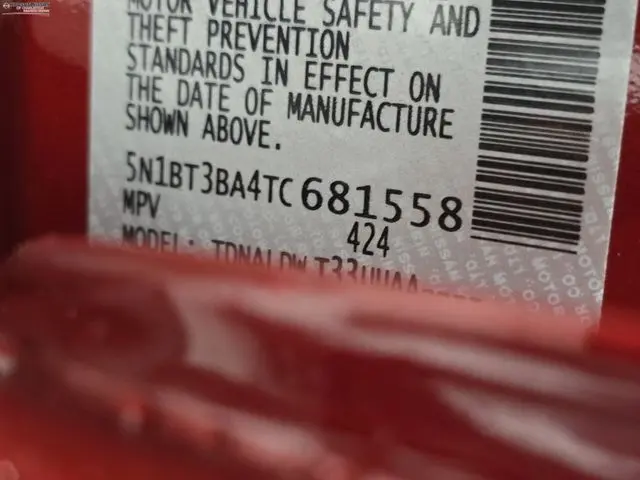 MOTOR VEHICLE SAFETY AND
THEFT PREVENTION
STANDARDS IN EFFECT ON
THE DATE OF MANUFACTURE
SHOWN ABOVE.
5N1BT3BA4TC681558
MPV 424
MODEL: